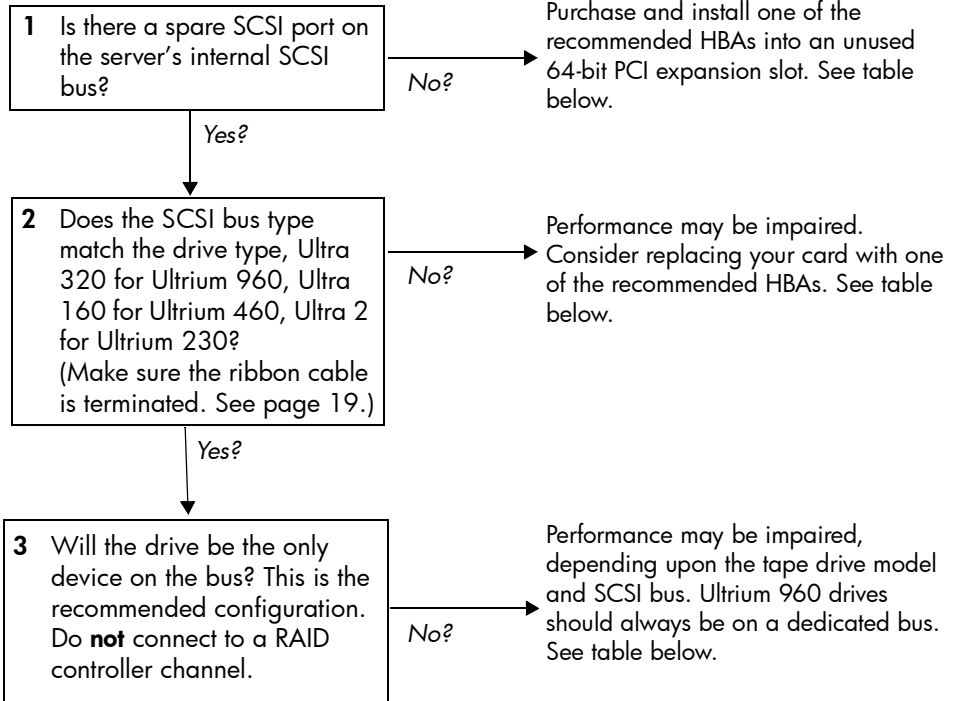 1 Is there a spare SCSI port on
the server's internal SCSI
bus?
No?
Purchase and install one of the
recommended HBAs into an unused
64-bit PCI expansion slot. See table
below.
Yes?
2 Does the SCSI bus type
match the drive type, Ultra
320 for Ultrium 960, Ultra
160 for Ultrium 460, Ultra 2
for Ultrium 230?
(Make sure the ribbon cable
is terminated. See page 19.)
No?
Performance may be impaired.
Consider replacing your card with one
of the recommended HBAs. See table
below.
Yes?
3 Will the drive be the only
device on the bus? This is the
recommended configuration.
Do not connect to a RAID
controller channel.
No?
Performance may be impaired,
depending upon the tape drive model
and SCSI bus. Ultrium 960 drives
should always be on a dedicated bus.
See table below.